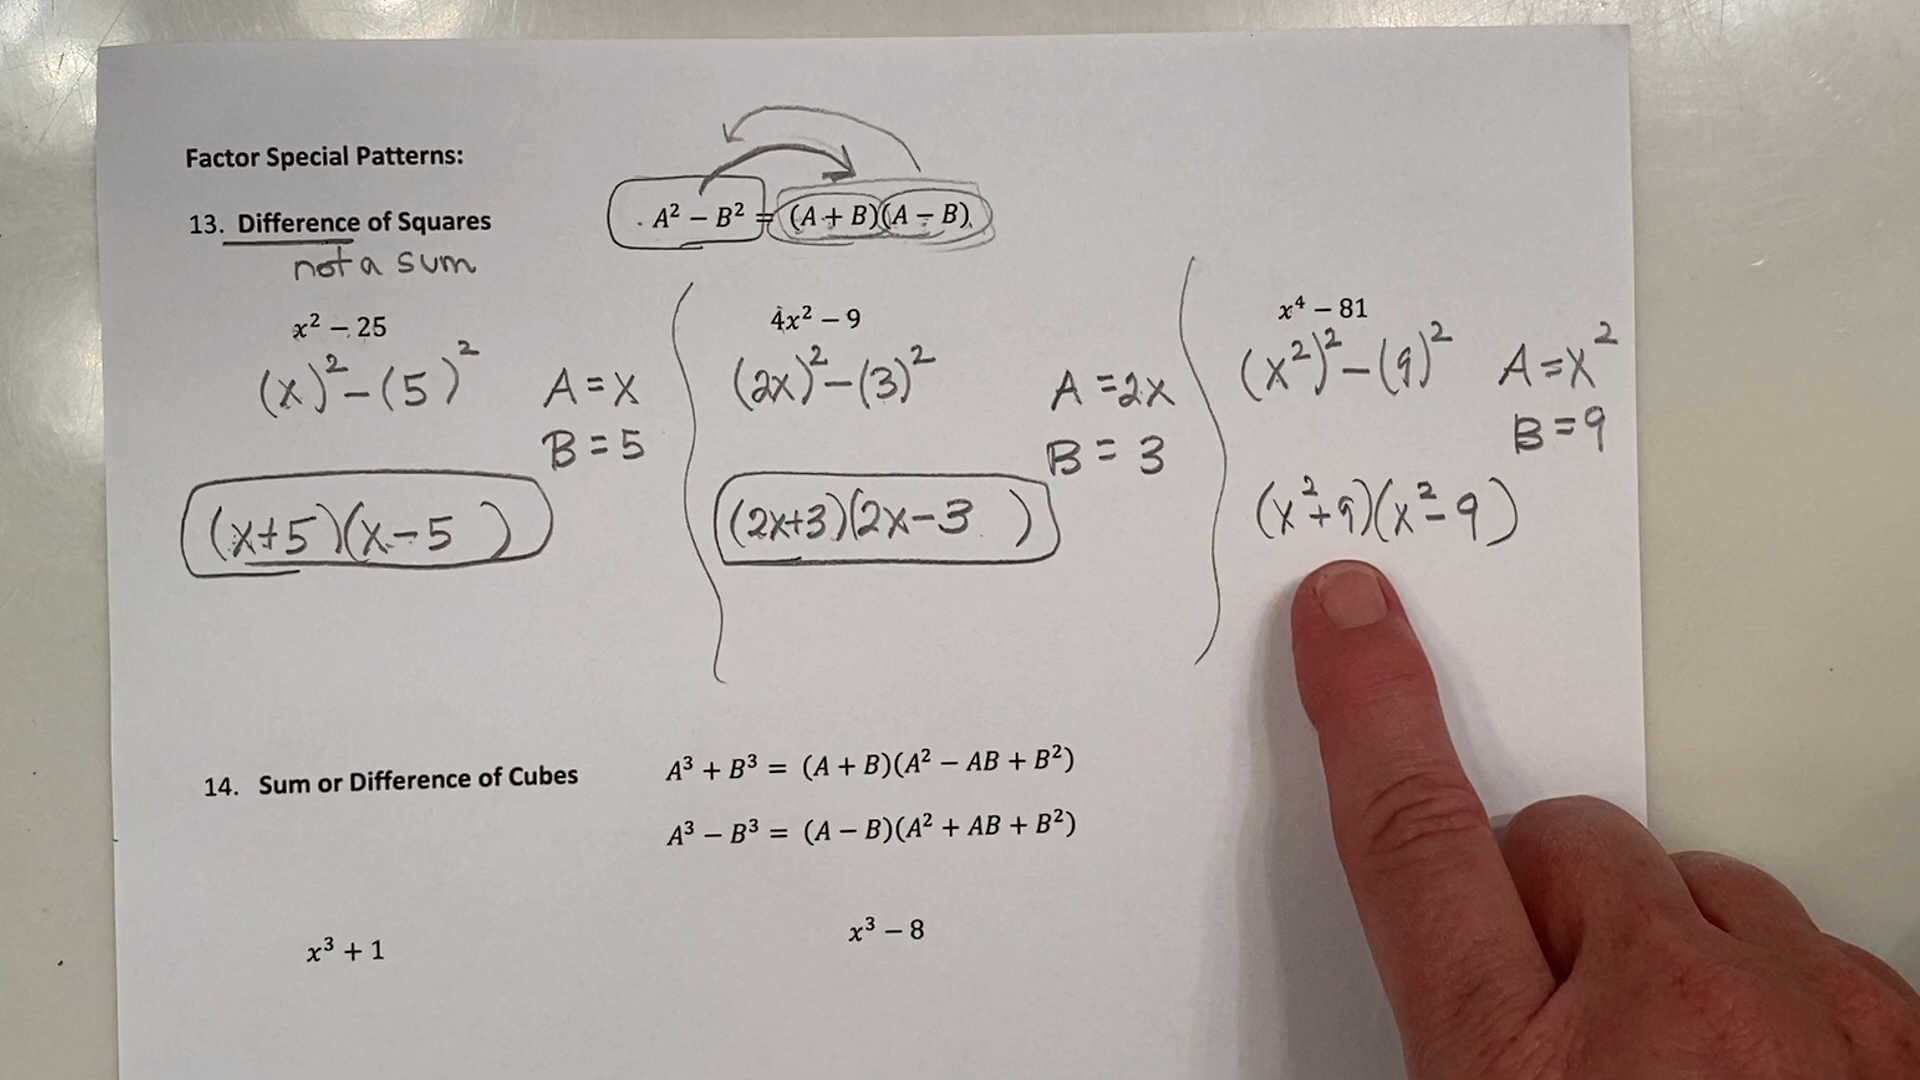 Factor Special Patterns:
13. Difference of Squares
A² − B² = (A + B)(A − B)
not a sum
x² − 25
(x)² − (5)²
A = x
B = 5
(x+5)(x−5)
4x² − 9
(2x)² − (3)²
A = 2x
B = 3
(2x+3)(2x−3)
x⁴ − 81
(x²)² − (9)²
A = x²
B = 9
(x²+9)(x²−9)
14. Sum or Difference of Cubes
A³ + B³ = (A + B)(A² − AB + B²)
A³ − B³ = (A − B)(A² + AB + B²)
x³ + 1
x³ − 8